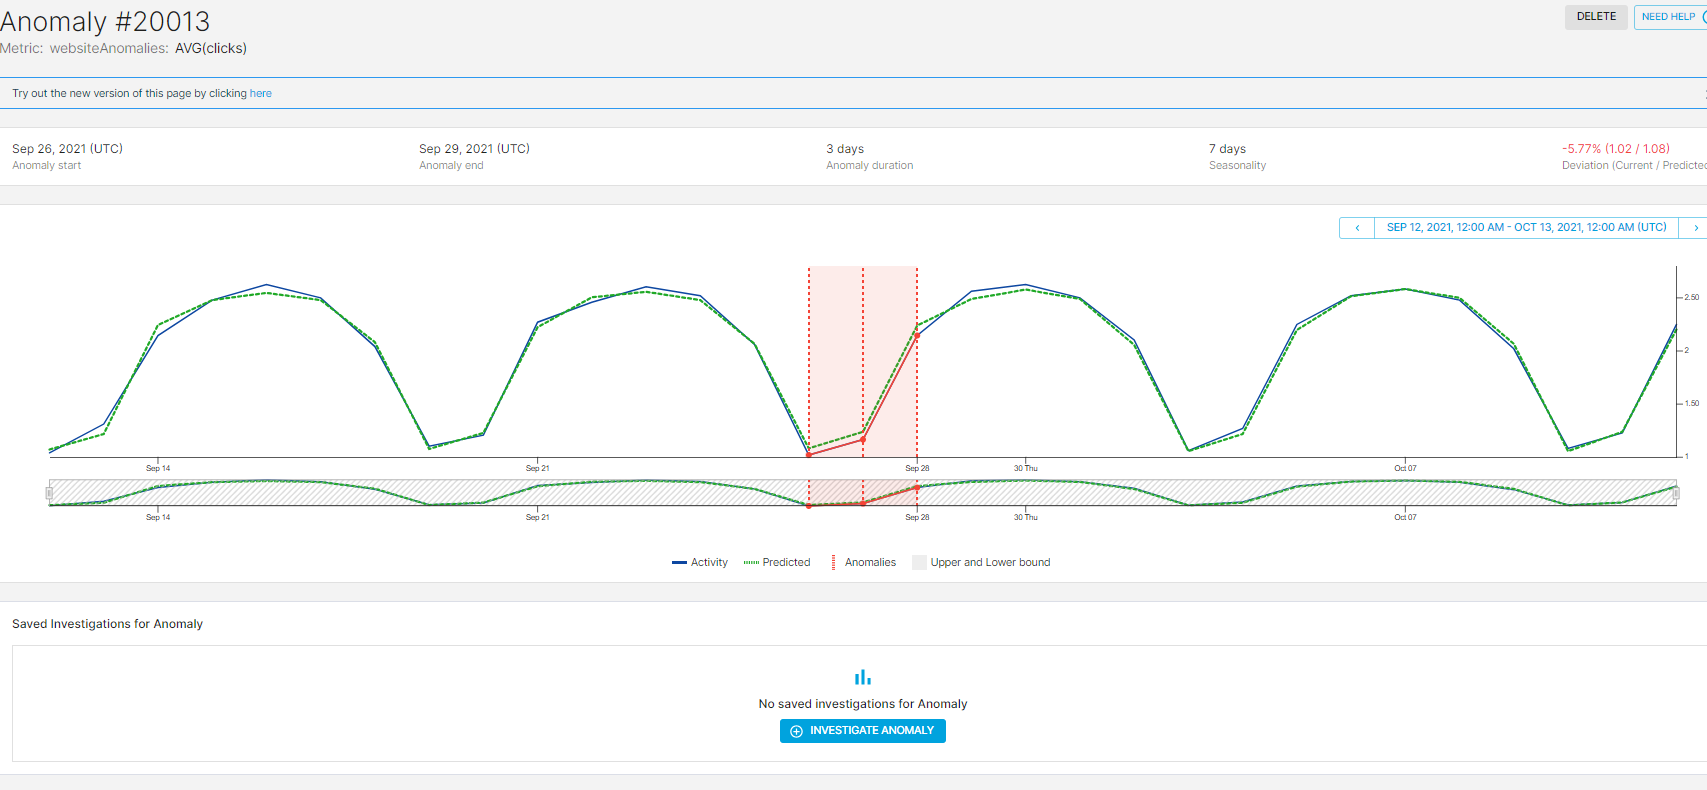 Anomaly #20013
DELETE
NEED HELP
Metric: websiteAnomalies: AVG(clicks)
Try out the new version of this page by clicking here
Sep 26, 2021 (UTC)
Anomaly start
Sep 29, 2021 (UTC)
Anomaly end
3 days
Anomaly duration
7 days
Seasonality
-5.77% (1.02 / 1.08)
Deviation (Current / Predicted
SEP 12, 2021, 12:00 AM - OCT 13, 2021, 12:00 AM (UTC)
2.50
2
1.50
1
Sep 14
Sep 21
Sep 28
30 Thu
Oct 07
Sep 14
Sep 21
Sep 28
30 Thu
Oct 07
Activity
Predicted
Anomalies
Upper and Lower bound
Saved Investigations for Anomaly
No saved investigations for Anomaly
INVESTIGATE ANOMALY